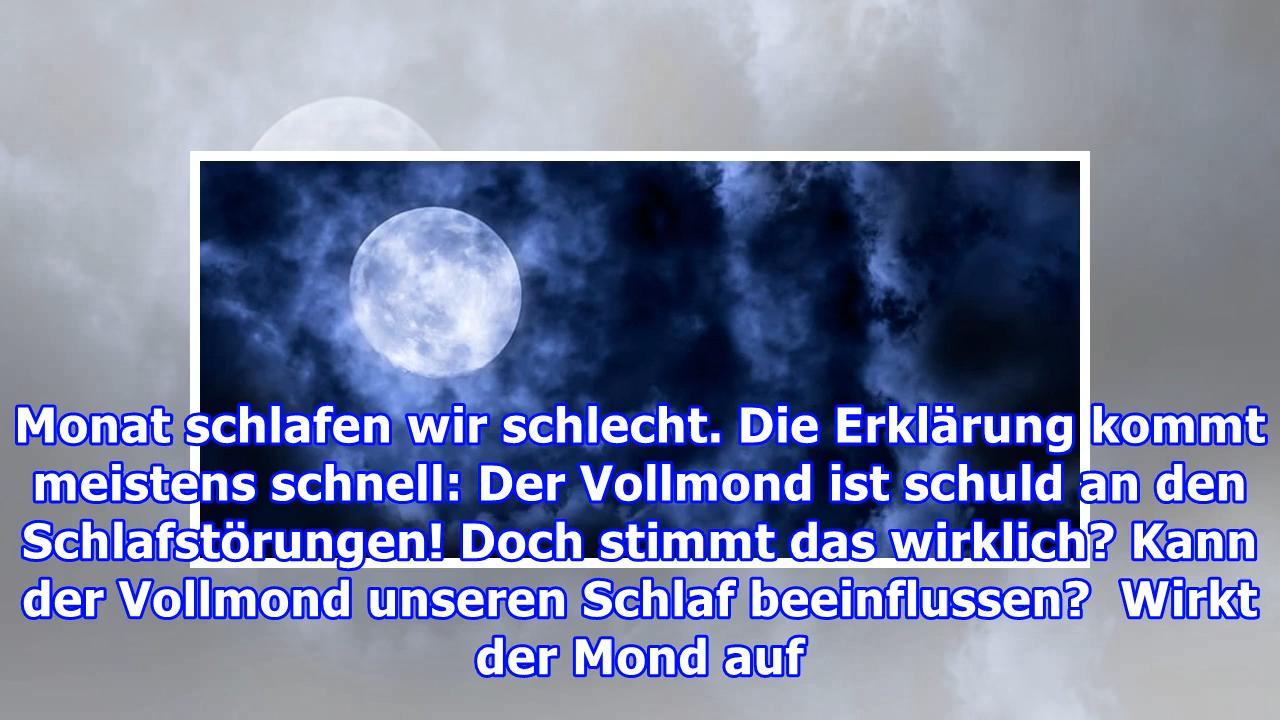 Monat schlafen wir schlecht. Die Erklärung kommt
meistens schnell: Der Vollmond ist schuld an den
Schlafstörungen! Doch stimmt das wirklich? Kann
der Vollmond unseren Schlaf beeinflussen?  Wirkt
der Mond auf